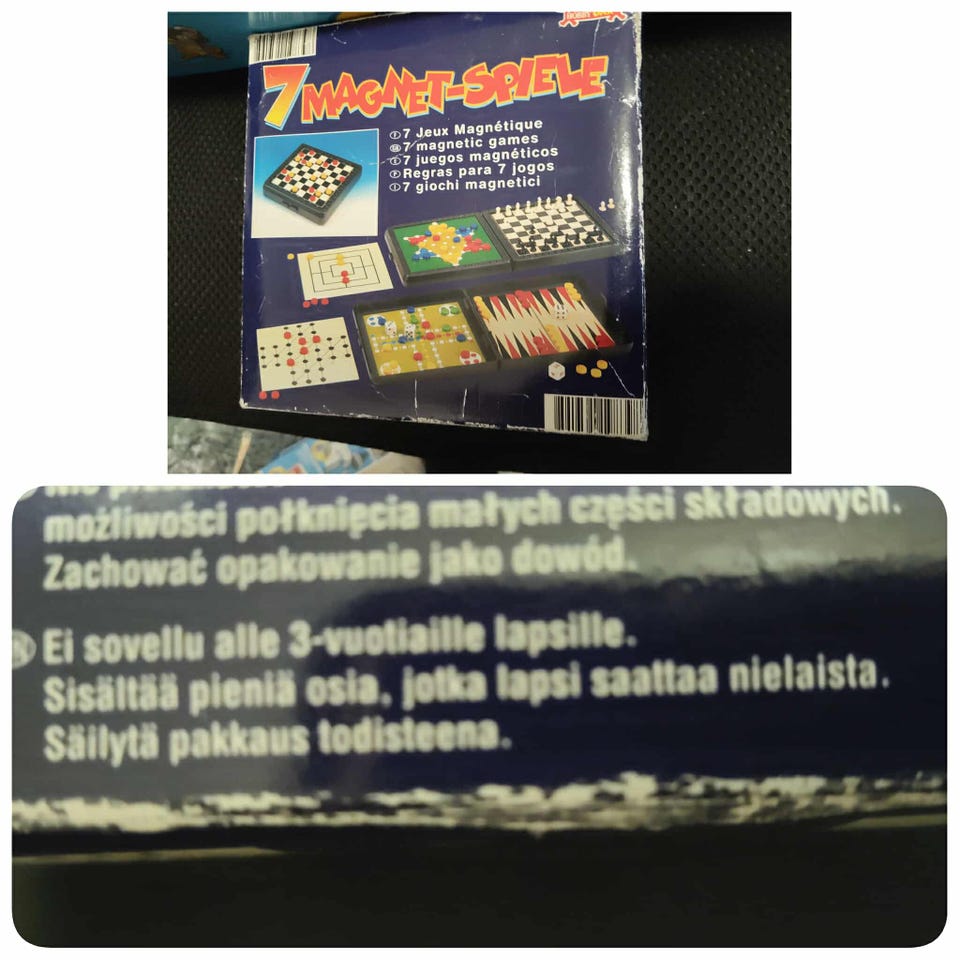 7 MAGNET-SPIELE
F 7 Jeux Magnétique
GB 7 magnetic games
E 7 juegos magnéticos
P Regras para 7 jogos
I 7 giochi magnetici
możliwości połknięcia małych części składowych.
Zachować opakowanie jako dowód.
Ei sovellu alle 3-vuotiaille lapsille.
Sisältää pieniä osia, jotka lapsi saattaa nielaista.
Säilytä pakkaus todisteena.